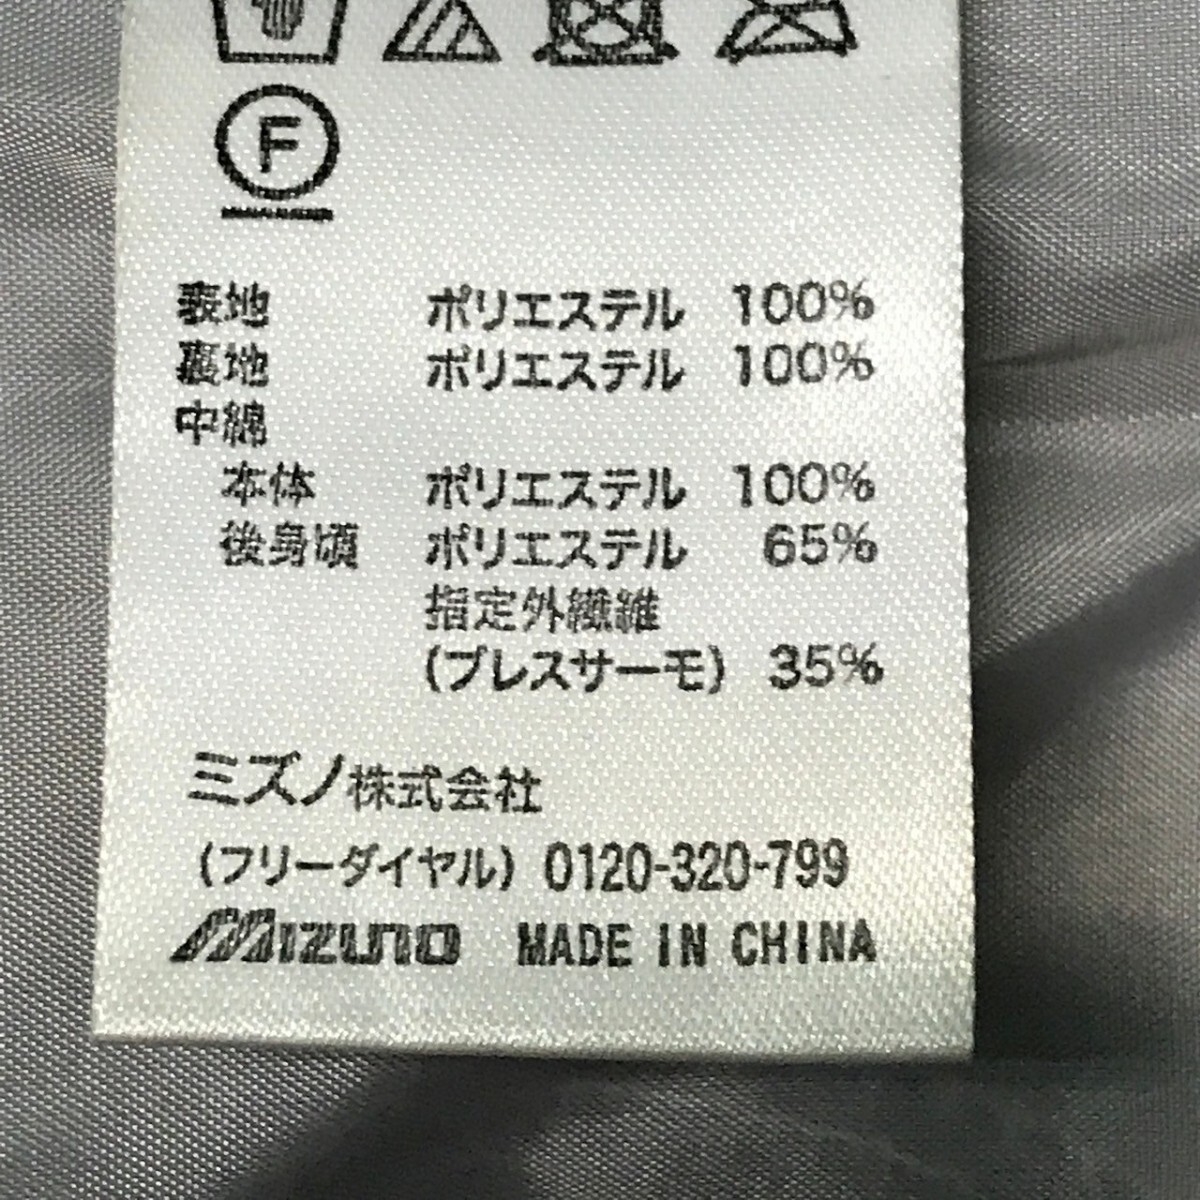 F
表地 ポリエステル 100%
裏地 ポリエステル 100%
中綿
本体 ポリエステル 100%
後身頃 ポリエステル 65%
指定外繊維
(ブレスサーモ) 35%
ミズノ株式会社
(フリーダイヤル) 0120-320-799
MIZUNO MADE IN CHINA